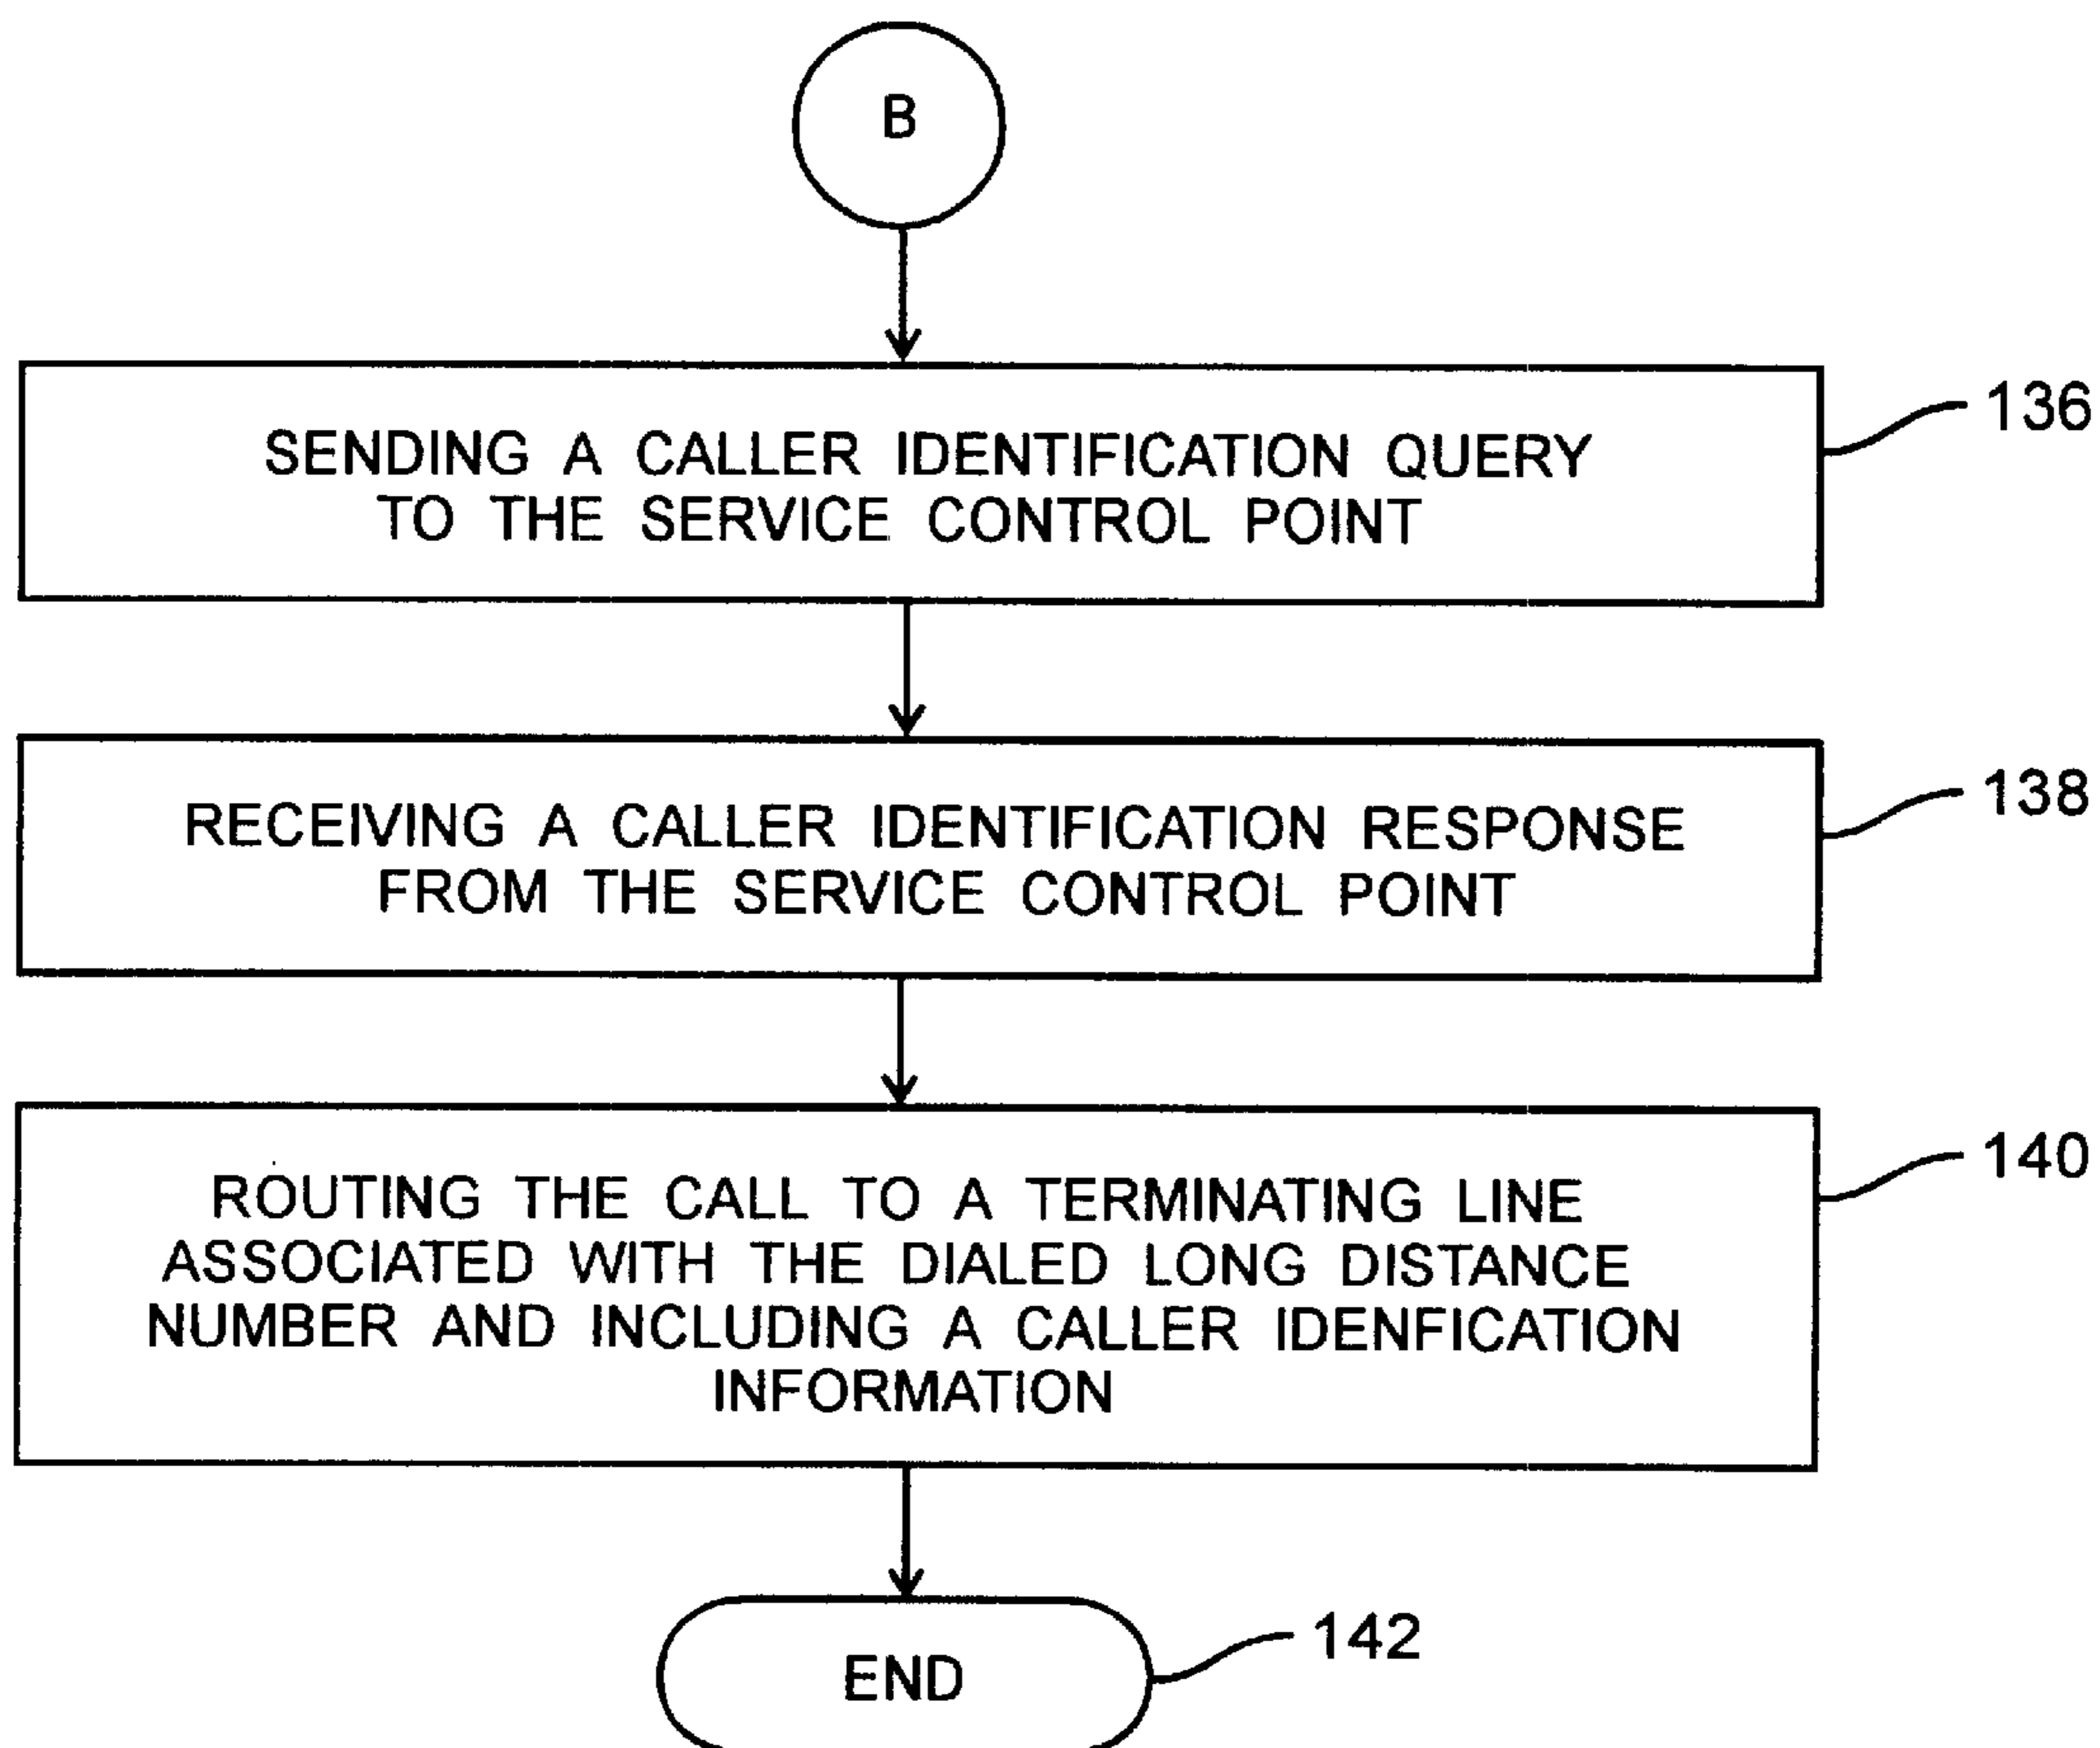 B
SENDING A CALLER IDENTIFICATION QUERY
TO THE SERVICE CONTROL POINT
136
RECEIVING A CALLER IDENTIFICATION RESPONSE
FROM THE SERVICE CONTROL POINT
138
ROUTING THE CALL TO A TERMINATING LINE
ASSOCIATED WITH THE DIALED LONG DISTANCE
NUMBER AND INCLUDING A CALLER IDENFICATION
INFORMATION
140
END
142